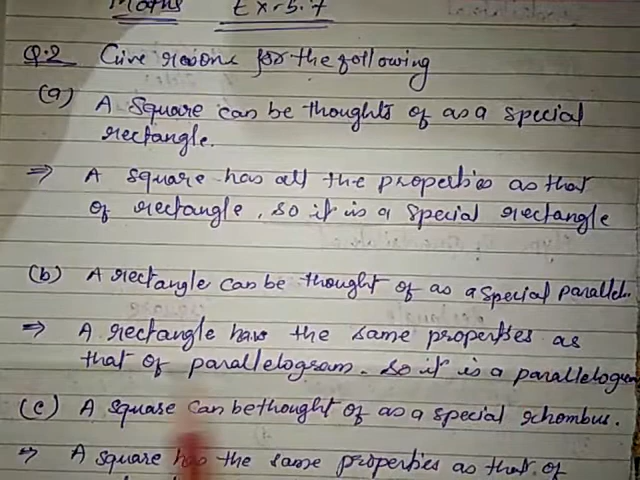 Maths Ex-5.7
Q.2 Give reasons for the following
(a) A square can be thoughts of as a special
rectangle.
⇒ A square has all the properties as that
of rectangle, so it is a special rectangle
(b) A rectangle can be thought of as a special parallel.
⇒ A rectangle has the same properties as
that of parallelogram. So it is a parallelogram
(c) A square can be thought of as a special rhombus.
⇒ A square has the same properties as that of